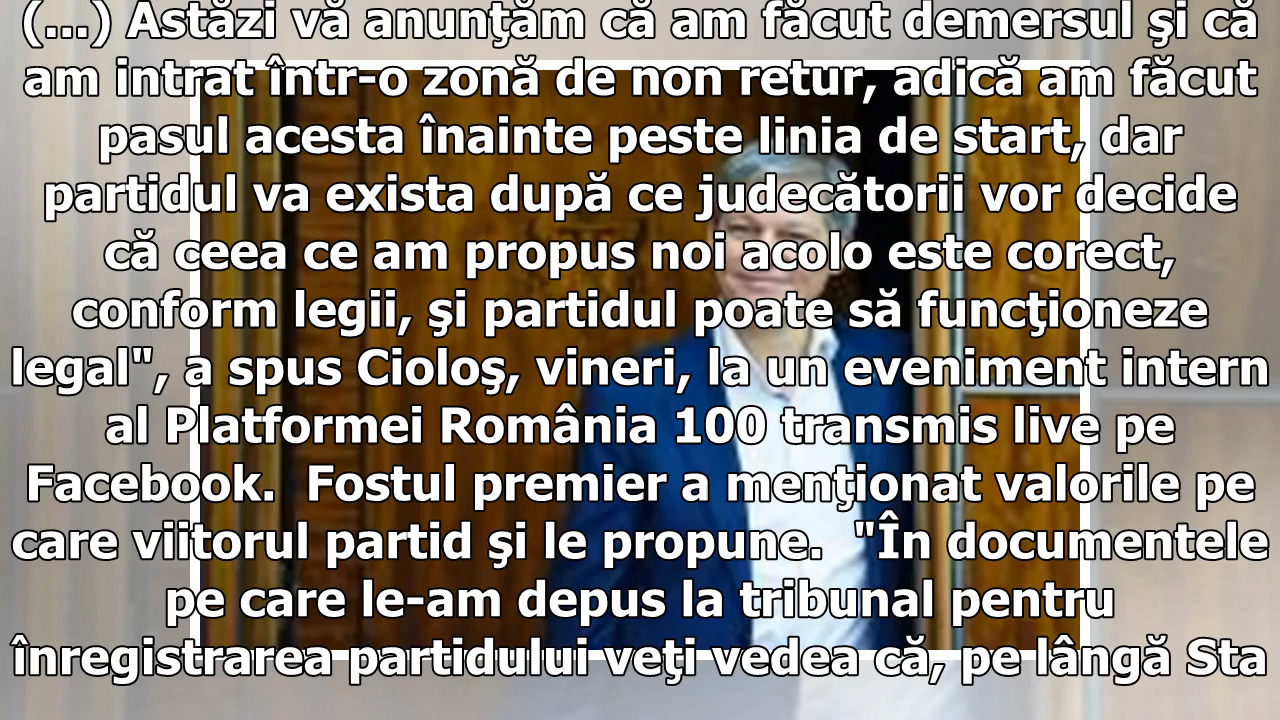 (...) Astăzi vă anunţăm că am făcut demersul şi că
am intrat într-o zonă de non retur, adică am făcut
pasul acesta înainte peste linia de start, dar
partidul va exista după ce judecătorii vor decide
că ceea ce am propus noi acolo este corect,
conform legii, şi partidul poate să funcţioneze
legal", a spus Cioloş, vineri, la un eveniment intern
al Platformei România 100 transmis live pe
Facebook.  Fostul premier a menţionat valorile pe
care viitorul partid şi le propune.  "În documentele
pe care le-am depus la tribunal pentru
înregistrarea partidului veţi vedea că, pe lângă Sta